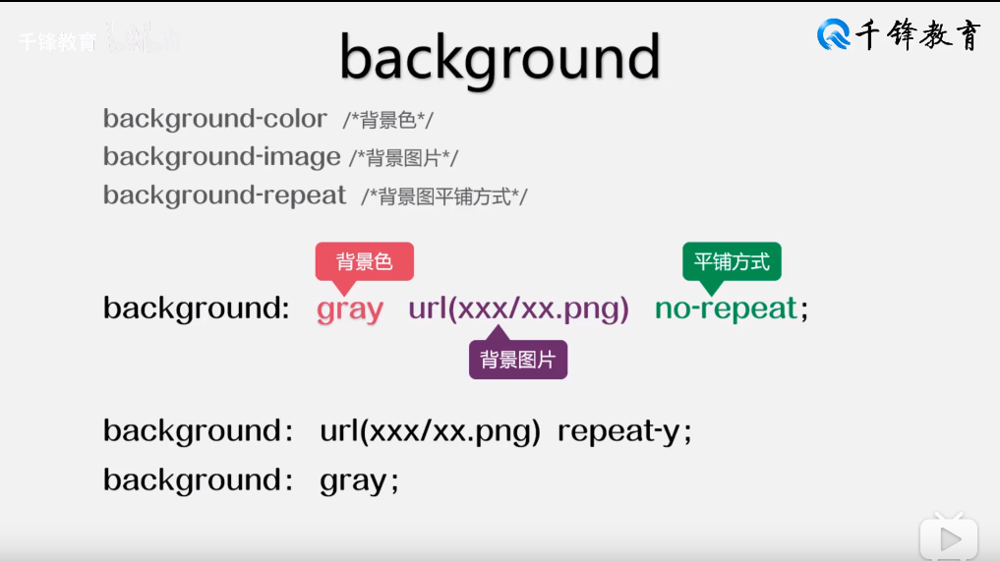 千锋教育
千锋教育
background
background-color /*背景色*/
background-image /*背景图片*/
background-repeat /*背景图平铺方式*/
背景色
平铺方式
background: gray url(xxx/xx.png) no-repeat;
背景图片
background: url(xxx/xx.png) repeat-y;
background: gray;